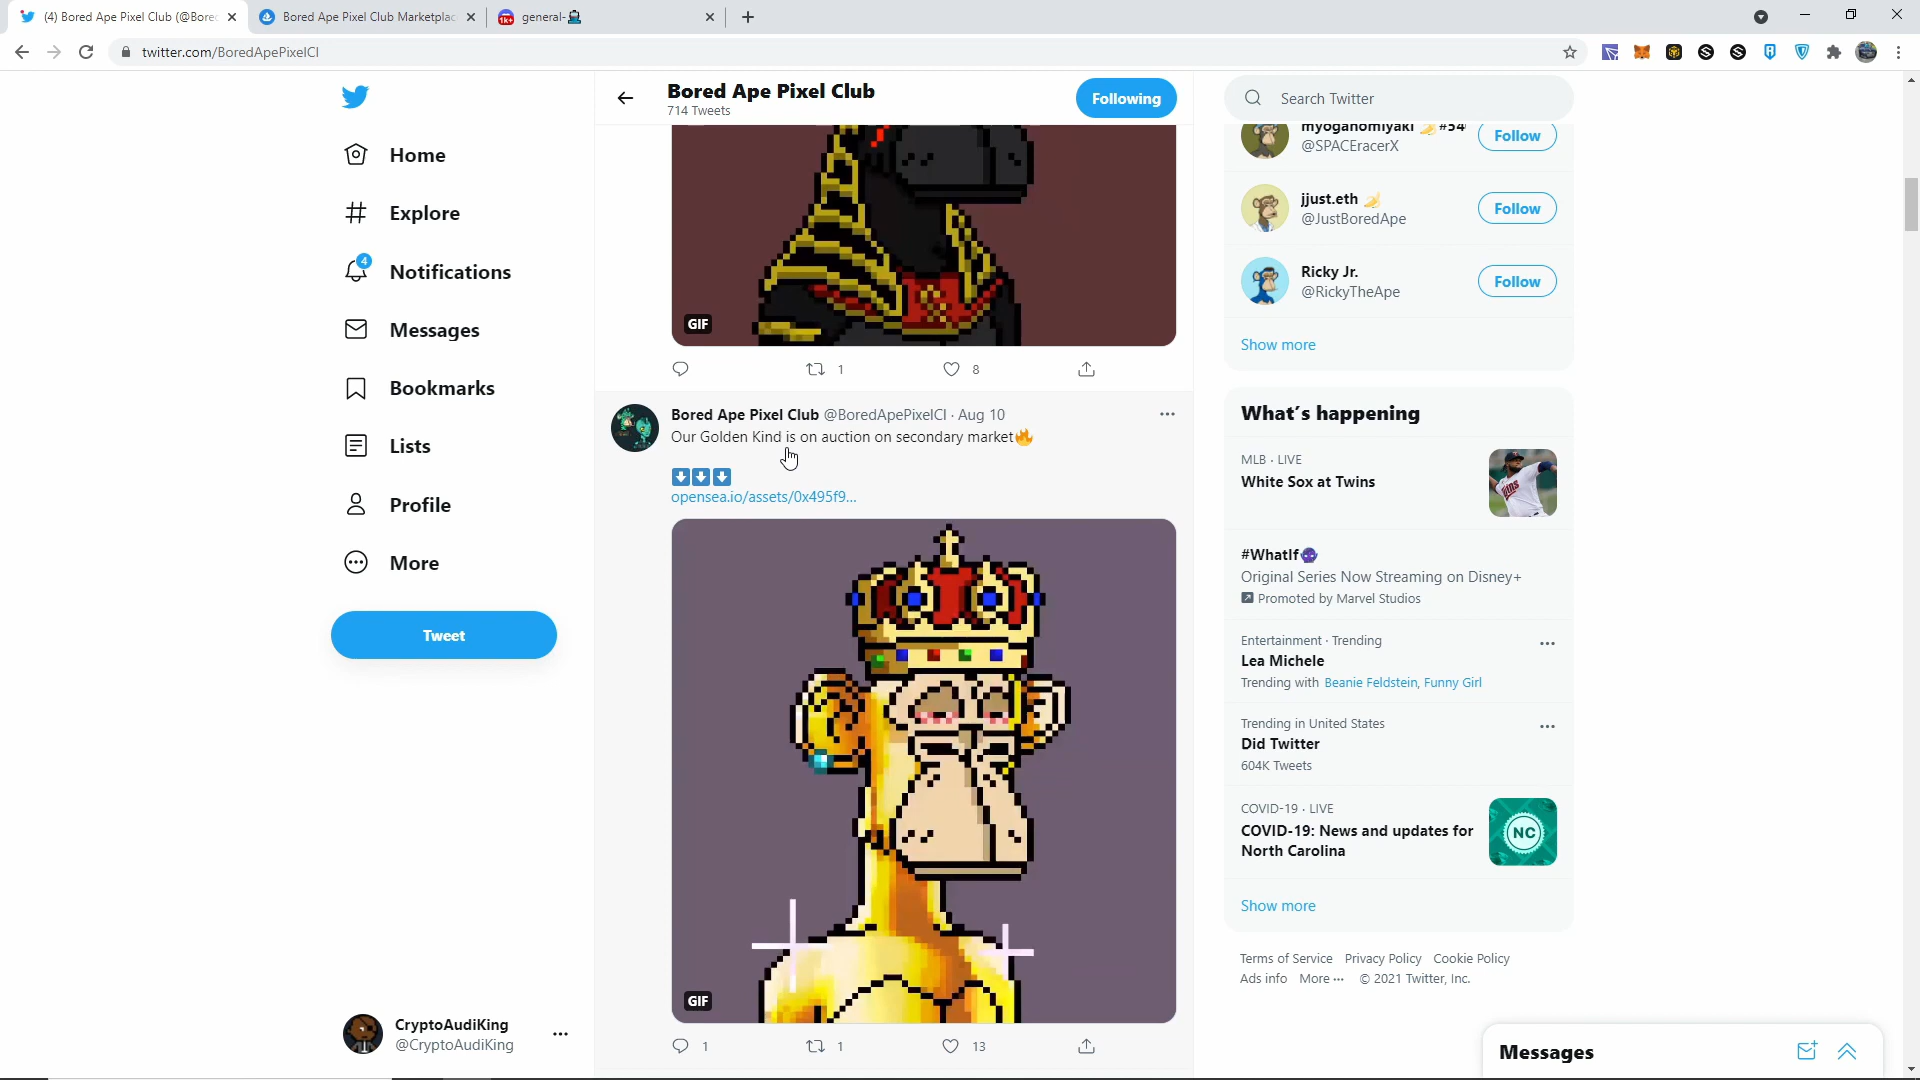 (4) Bored Ape Pixel Club (@Bored
Bored Ape Pixel Club Marketplac
1k+
general-
twitter.com/BoredApePixelCl
Home
Explore
4
Notifications
Messages
Bookmarks
Lists
Profile
More
Tweet
CryptoAudiKing
@CryptoAudiKing
Bored Ape Pixel Club
714 Tweets
Following
GIF
1
8
Bored Ape Pixel Club @BoredApePixelCl · Aug 10
Our Golden Kind is on auction on secondary market🔥
⬇️⬇️⬇️
opensea.io/assets/0x495f9...
GIF
1
1
13
Search Twitter
myoganomiyaki 🍌 #54
@SPACEracerX
Follow
jjust.eth 🍌
@JustBoredApe
Follow
Ricky Jr.
@RickyTheApe
Follow
Show more
What's happening
MLB · LIVE
White Sox at Twins
#WhatIf
Original Series Now Streaming on Disney+
Promoted by Marvel Studios
Entertainment · Trending
Lea Michele
Trending with Beanie Feldstein, Funny Girl
Trending in United States
Did Twitter
604K Tweets
COVID-19 · LIVE
COVID-19: News and updates for
North Carolina
NC
Show more
Terms of Service Privacy Policy Cookie Policy
Ads info More ··· © 2021 Twitter, Inc.
Messages